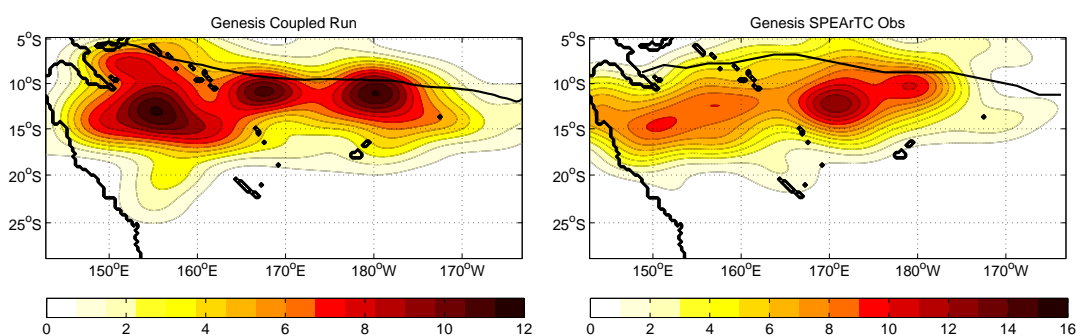 Genesis Coupled Run
5°S
10°S
15°S
20°S
25°S
150°E 160°E 170°E 180°W 170°W
0 2 4 6 8 10 12
Genesis SPEArTC Obs
5°S
10°S
15°S
20°S
25°S
150°E 160°E 170°E 180°W 170°W
0 2 4 6 8 10 12 14 16